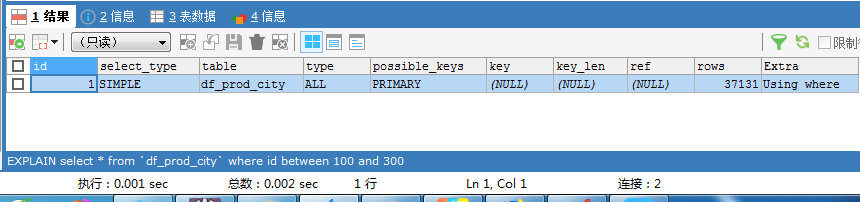 1 结果 2 信息 3 表数据 4 信息
（只读） 限制行
id select_type table type possible_keys key key_len ref rows Extra
1 SIMPLE df_prod_city ALL PRIMARY (NULL) (NULL) (NULL) 37131 Using where
EXPLAIN select * from `df_prod_city` where id between 100 and 300
执行：0.001 sec 总数：0.002 sec 1 行 Ln 1, Col 1 连接：2